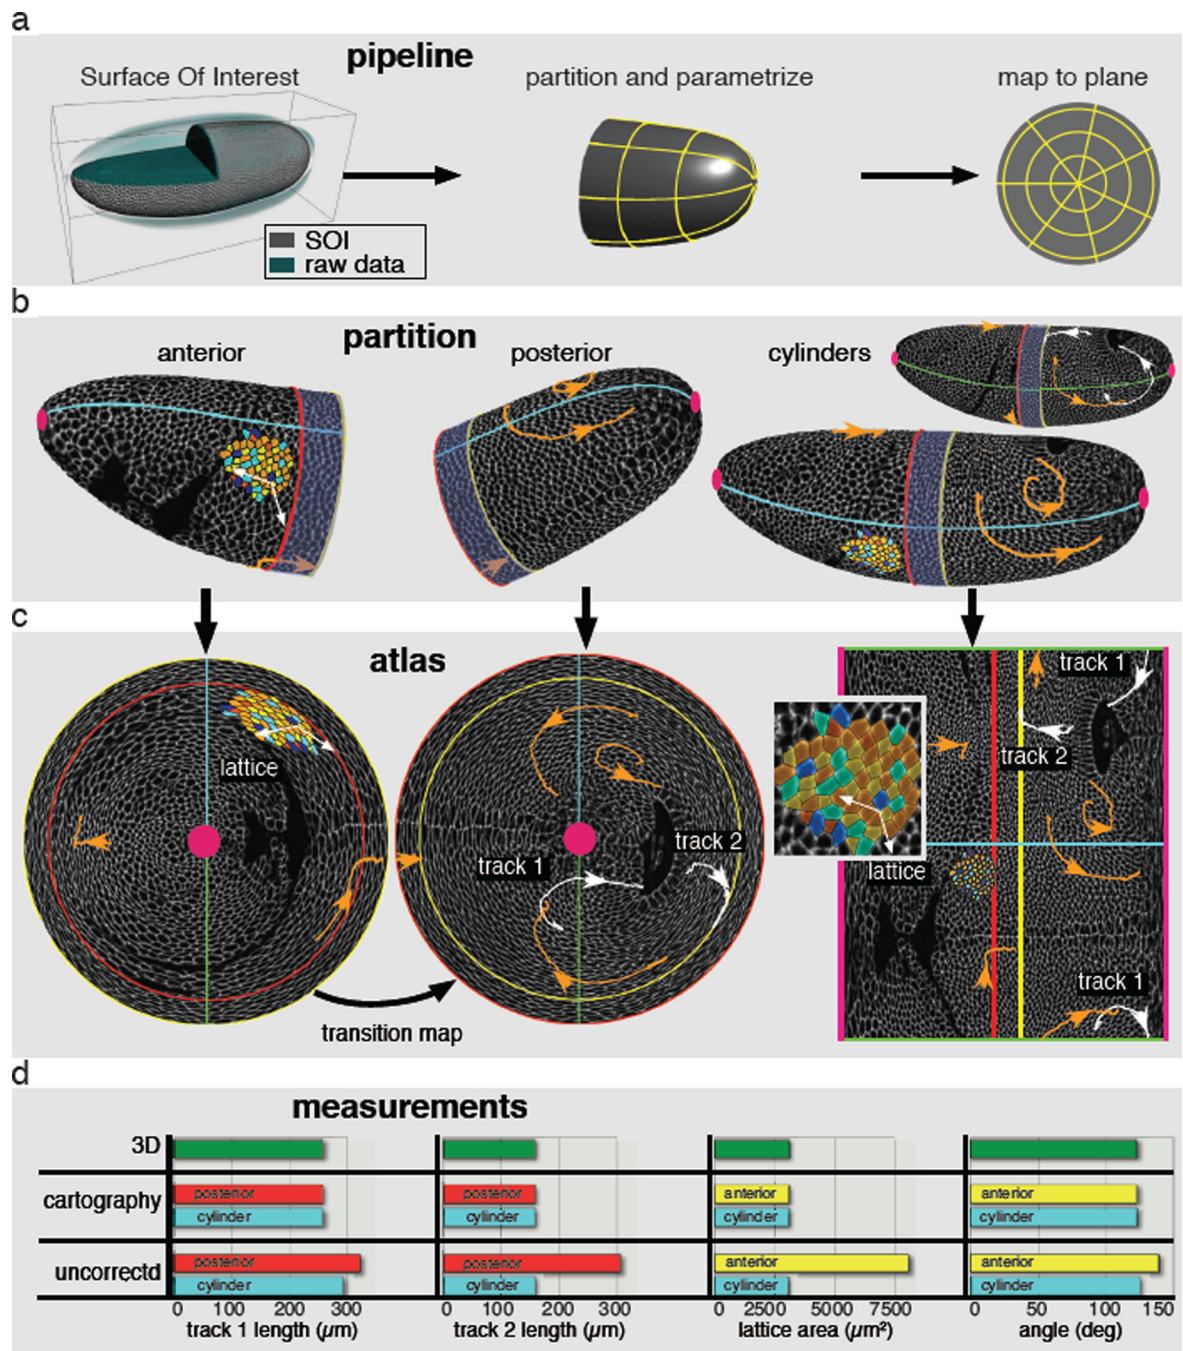 a
pipeline
Surface Of Interest
partition and parametrize
map to plane
SOI
raw data
b
partition
anterior
posterior
cylinders
c
atlas
track 1
track 2
lattice
track 2
track 1
lattice
track 1
transition map
d
measurements
3D
cartography
posterior
posterior
anterior
anterior
cylinder
cylinder
cylinder
cylinder
uncorrectd
posterior
posterior
anterior
anterior
cylinder
cylinder
cylinder
cylinder
0 100 200 300
0 100 200 300
0 2500 5000 7500
0 50 100 150
track 1 length (µm)
track 2 length (µm)
lattice area (µm²)
angle (deg)